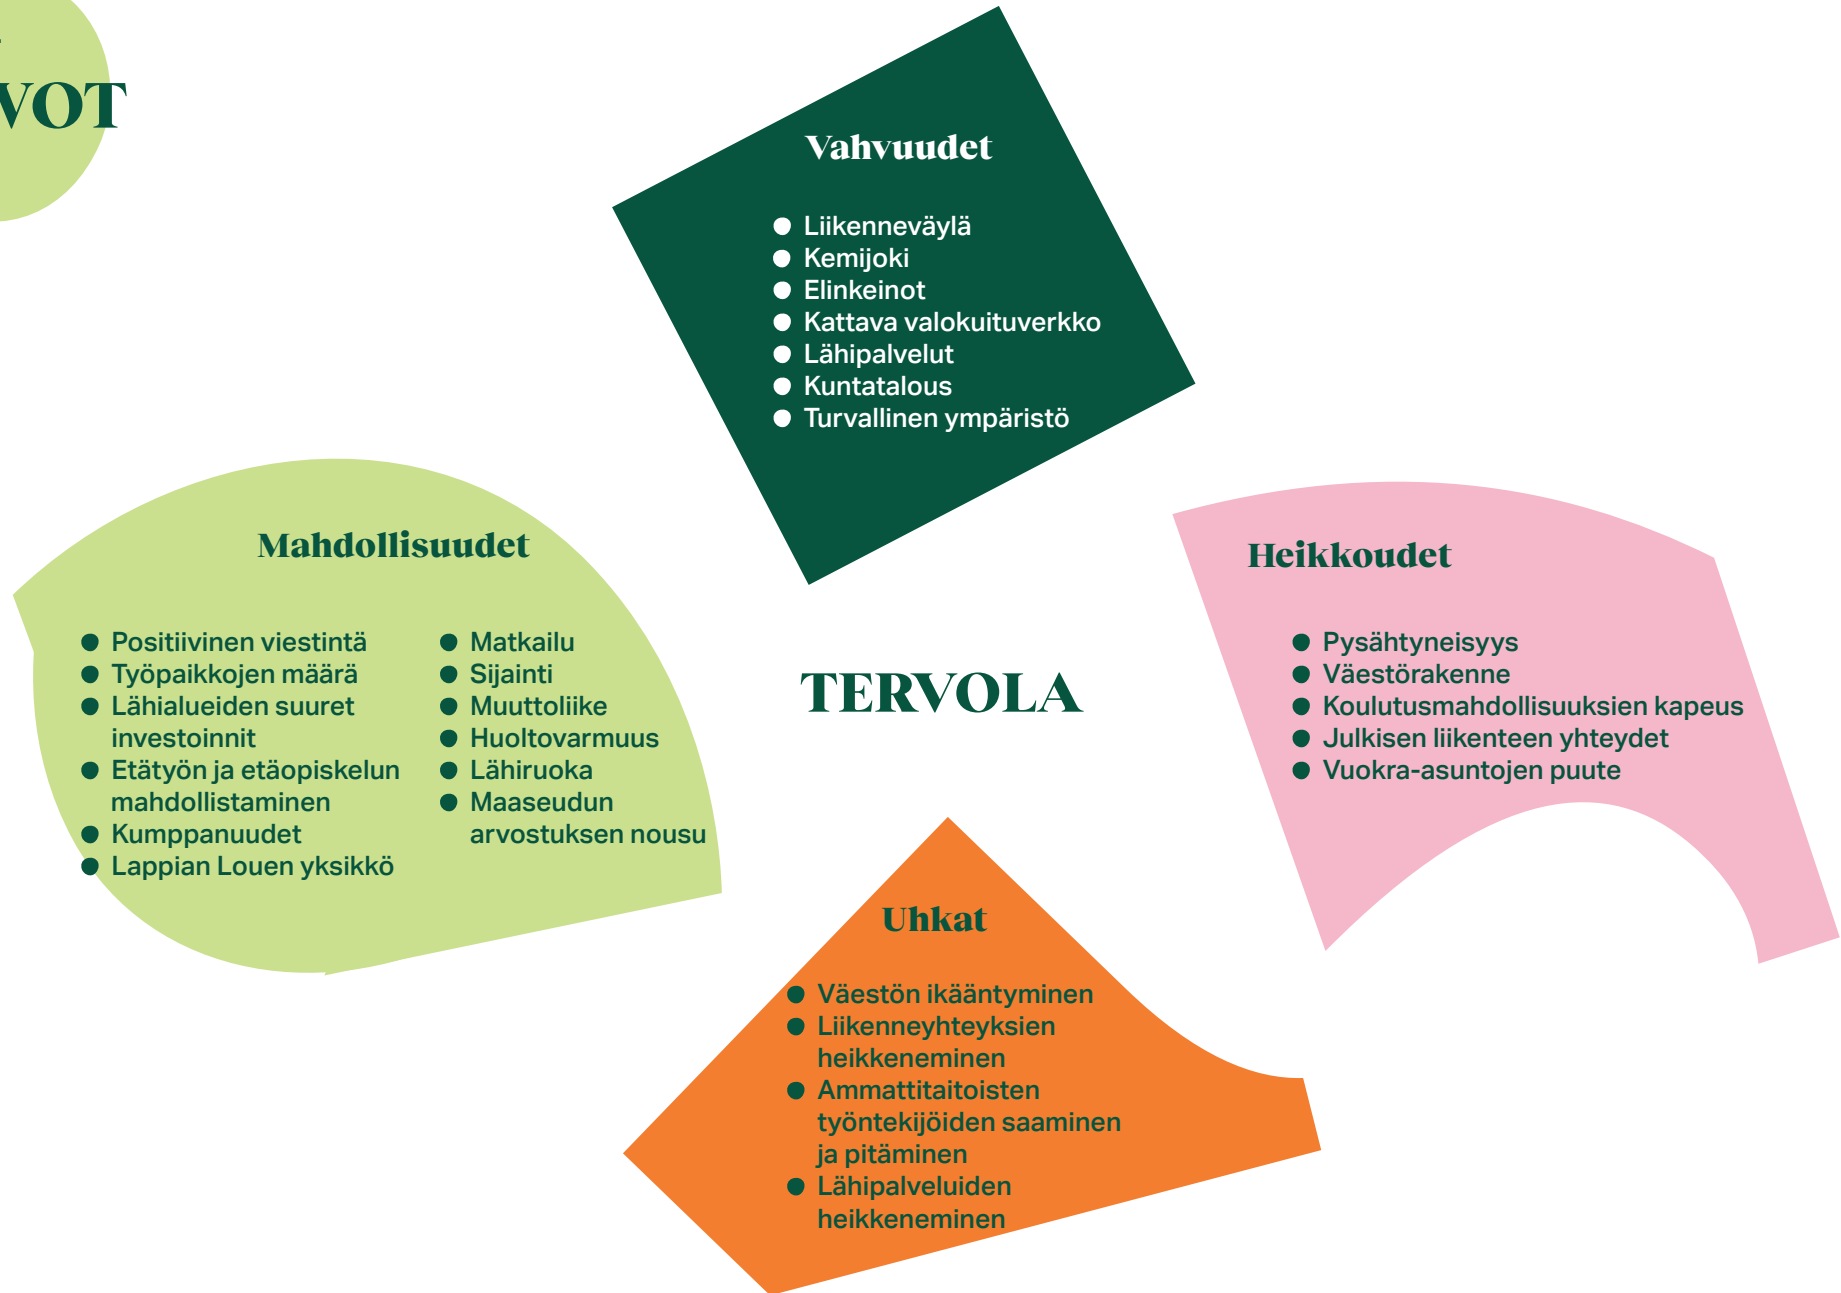 VOT
Vahvuudet
Liikenneväylä
Kemijoki
Elinkeinot
Kattava valokuituverkko
Lähipalvelut
Kuntatalous
Turvallinen ympäristö
Mahdollisuudet
Positiivinen viestintä
Työpaikkojen määrä
Lähialueiden suuret
investoinnit
Etätyön ja etäopiskelun
mahdollistaminen
Kumppanuudet
Lappian Louen yksikkö
Matkailu
Sijainti
Muuttoliike
Huoltovarmuus
Lähiruoka
Maaseudun
arvostuksen nousu
TERVOLA
Heikkoudet
Pysähtyneisyys
Väestörakenne
Koulutusmahdollisuuksien kapeus
Julkisen liikenteen yhteydet
Vuokra-asuntojen puute
Uhkat
Väestön ikääntyminen
Liikenneyhteyksien
heikkeneminen
Ammattitaitoisten
työntekijöiden saaminen
ja pitäminen
Lähipalveluiden
heikkeneminen